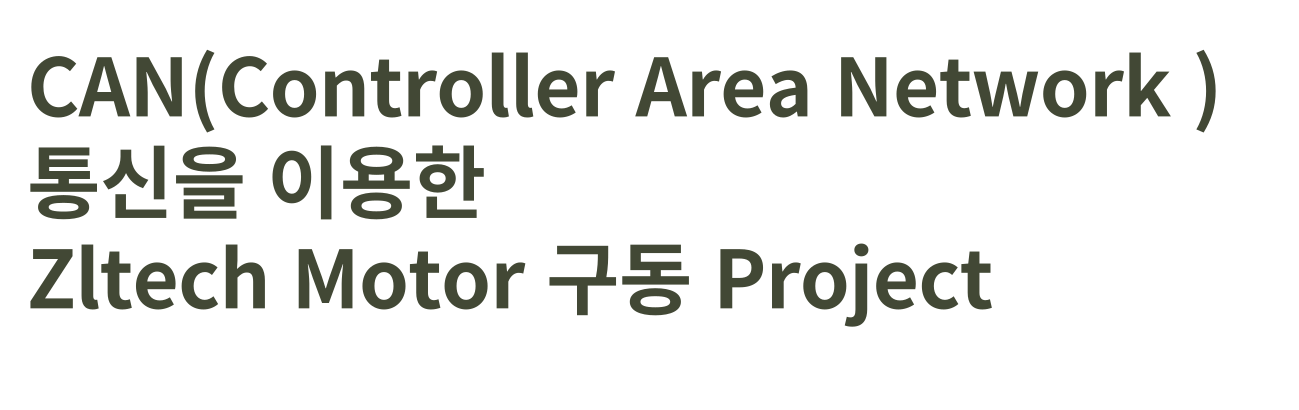 CAN(Controller Area Network )
통신을 이용한
Zltech Motor 구동 Project